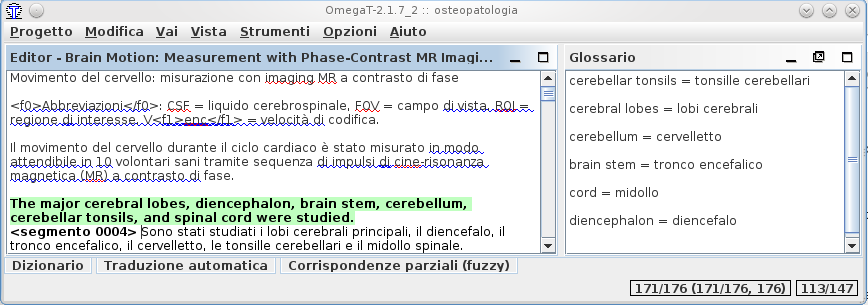 OmegaT-2.1.7_2 :: osteopatologia
Progetto Modifica Vai Vista Strumenti Opzioni Aiuto
Editor - Brain Motion: Measurement with Phase-Contrast MR Imagi...
Movimento del cervello: misurazione con imaging MR a contrasto di fase
<f0>Abbreviazioni</f0>: CSF = liquido cerebrospinale, FOV = campo di vista, ROI =
regione di interesse, V<f1>enc</f1> = velocità di codifica.
Il movimento del cervello durante il ciclo cardiaco è stato misurato in modo
attendibile in 10 volontari sani tramite sequenza di impulsi di cine-risonanza
magnetica (MR) a contrasto di fase.
The major cerebral lobes, diencephalon, brain stem, cerebellum,
cerebellar tonsils, and spinal cord were studied.
<segmento 0004> Sono stati studiati i lobi cerebrali principali, il diencefalo, il
tronco encefalico, il cervelletto, le tonsille cerebellari e il midollo spinale.
Glossario
cerebellar tonsils = tonsille cerebellari
cerebral lobes = lobi cerebrali
cerebellum = cervelletto
brain stem = tronco encefalico
cord = midollo
diencephalon = diencefalo
Dizionario Traduzione automatica Corrispondenze parziali (fuzzy)
171/176 (171/176, 176) 113/147